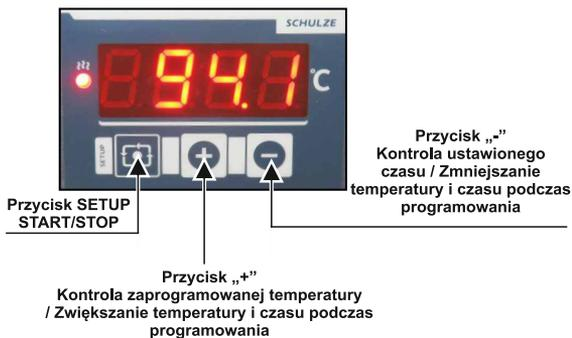 SCHULZE
94.1 °C
SETUP
Przycisk „-”
Kontrola ustawionego
czasu / Zmniejszanie
temperatury i czasu podczas
programowania
Przycisk SETUP
START/STOP
Przycisk „+”
Kontrola zaprogramowanej temperatury
/ Zwiększanie temperatury i czasu podczas
programowania